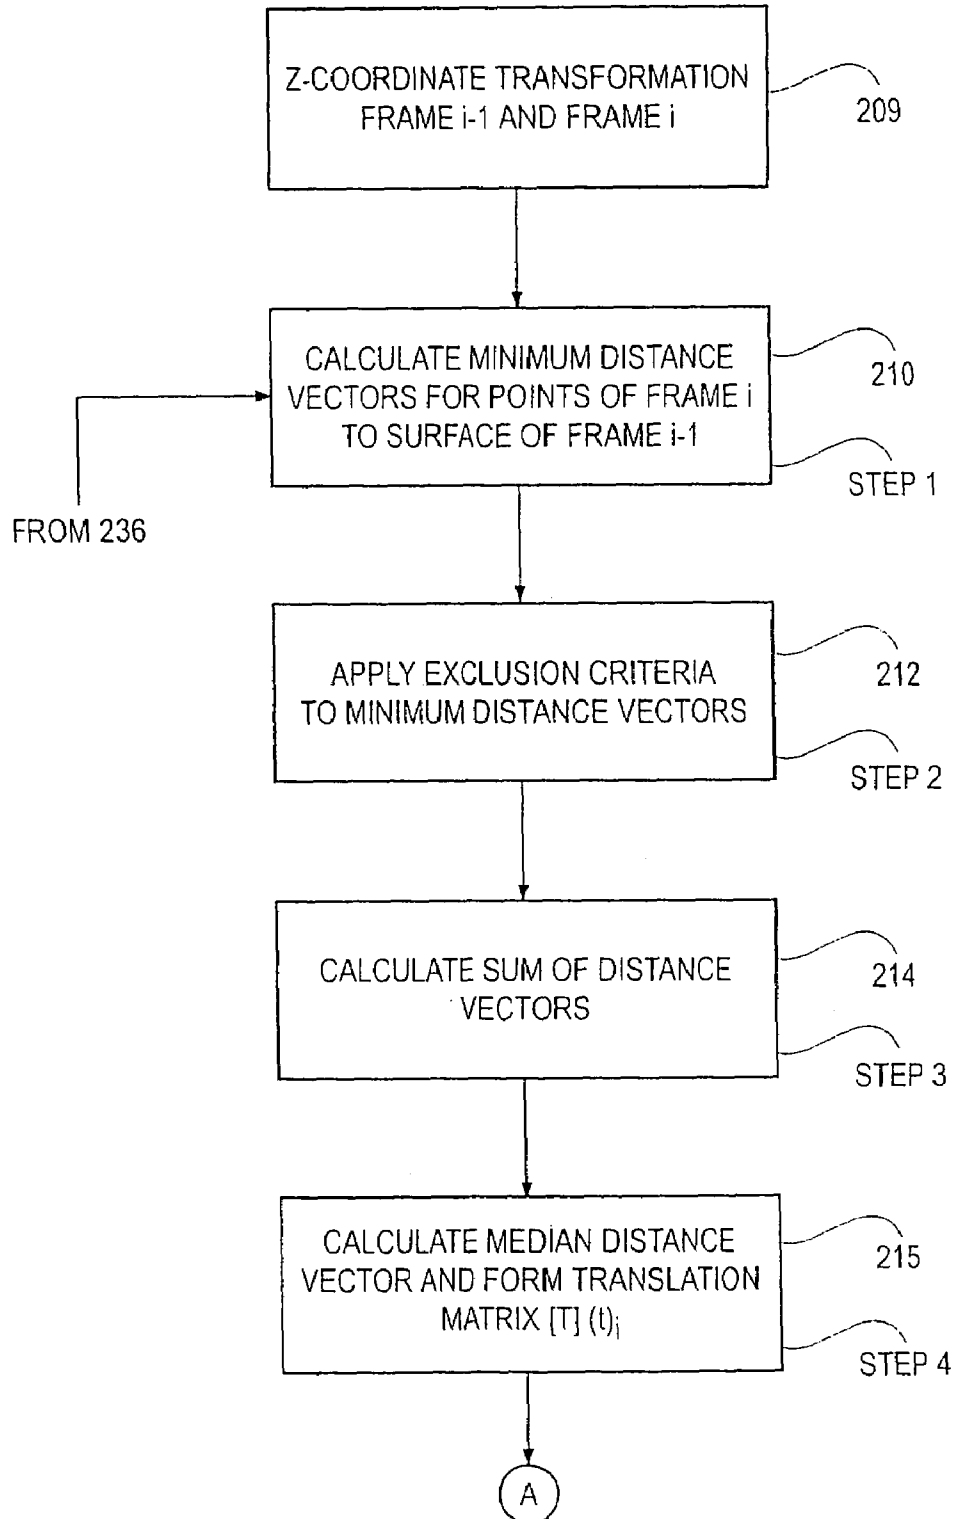 Z-COORDINATE TRANSFORMATION
FRAME i-1 AND FRAME i
209
CALCULATE MINIMUM DISTANCE
VECTORS FOR POINTS OF FRAME i
TO SURFACE OF FRAME i-1
210
STEP 1
FROM 236
APPLY EXCLUSION CRITERIA
TO MINIMUM DISTANCE VECTORS
212
STEP 2
CALCULATE SUM OF DISTANCE
VECTORS
214
STEP 3
CALCULATE MEDIAN DISTANCE
VECTOR AND FORM TRANSLATION
MATRIX [T] (t)i
215
STEP 4
A